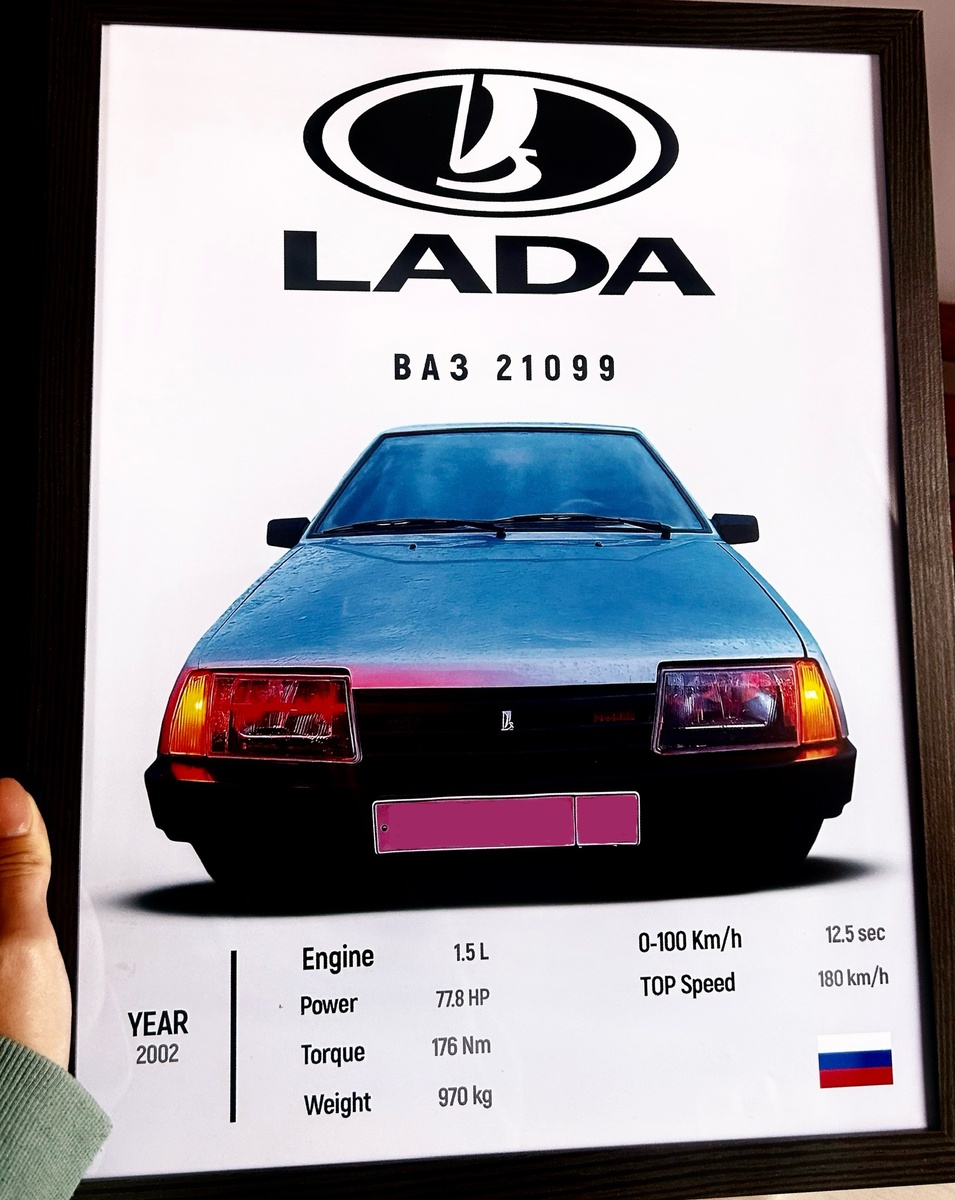 LADA
ВАЗ 21099
YEAR
2002
Engine 1.5 L
Power 77.8 HP
Torque 176 Nm
Weight 970 kg
0-100 Km/h 12.5 sec
TOP Speed 180 km/h